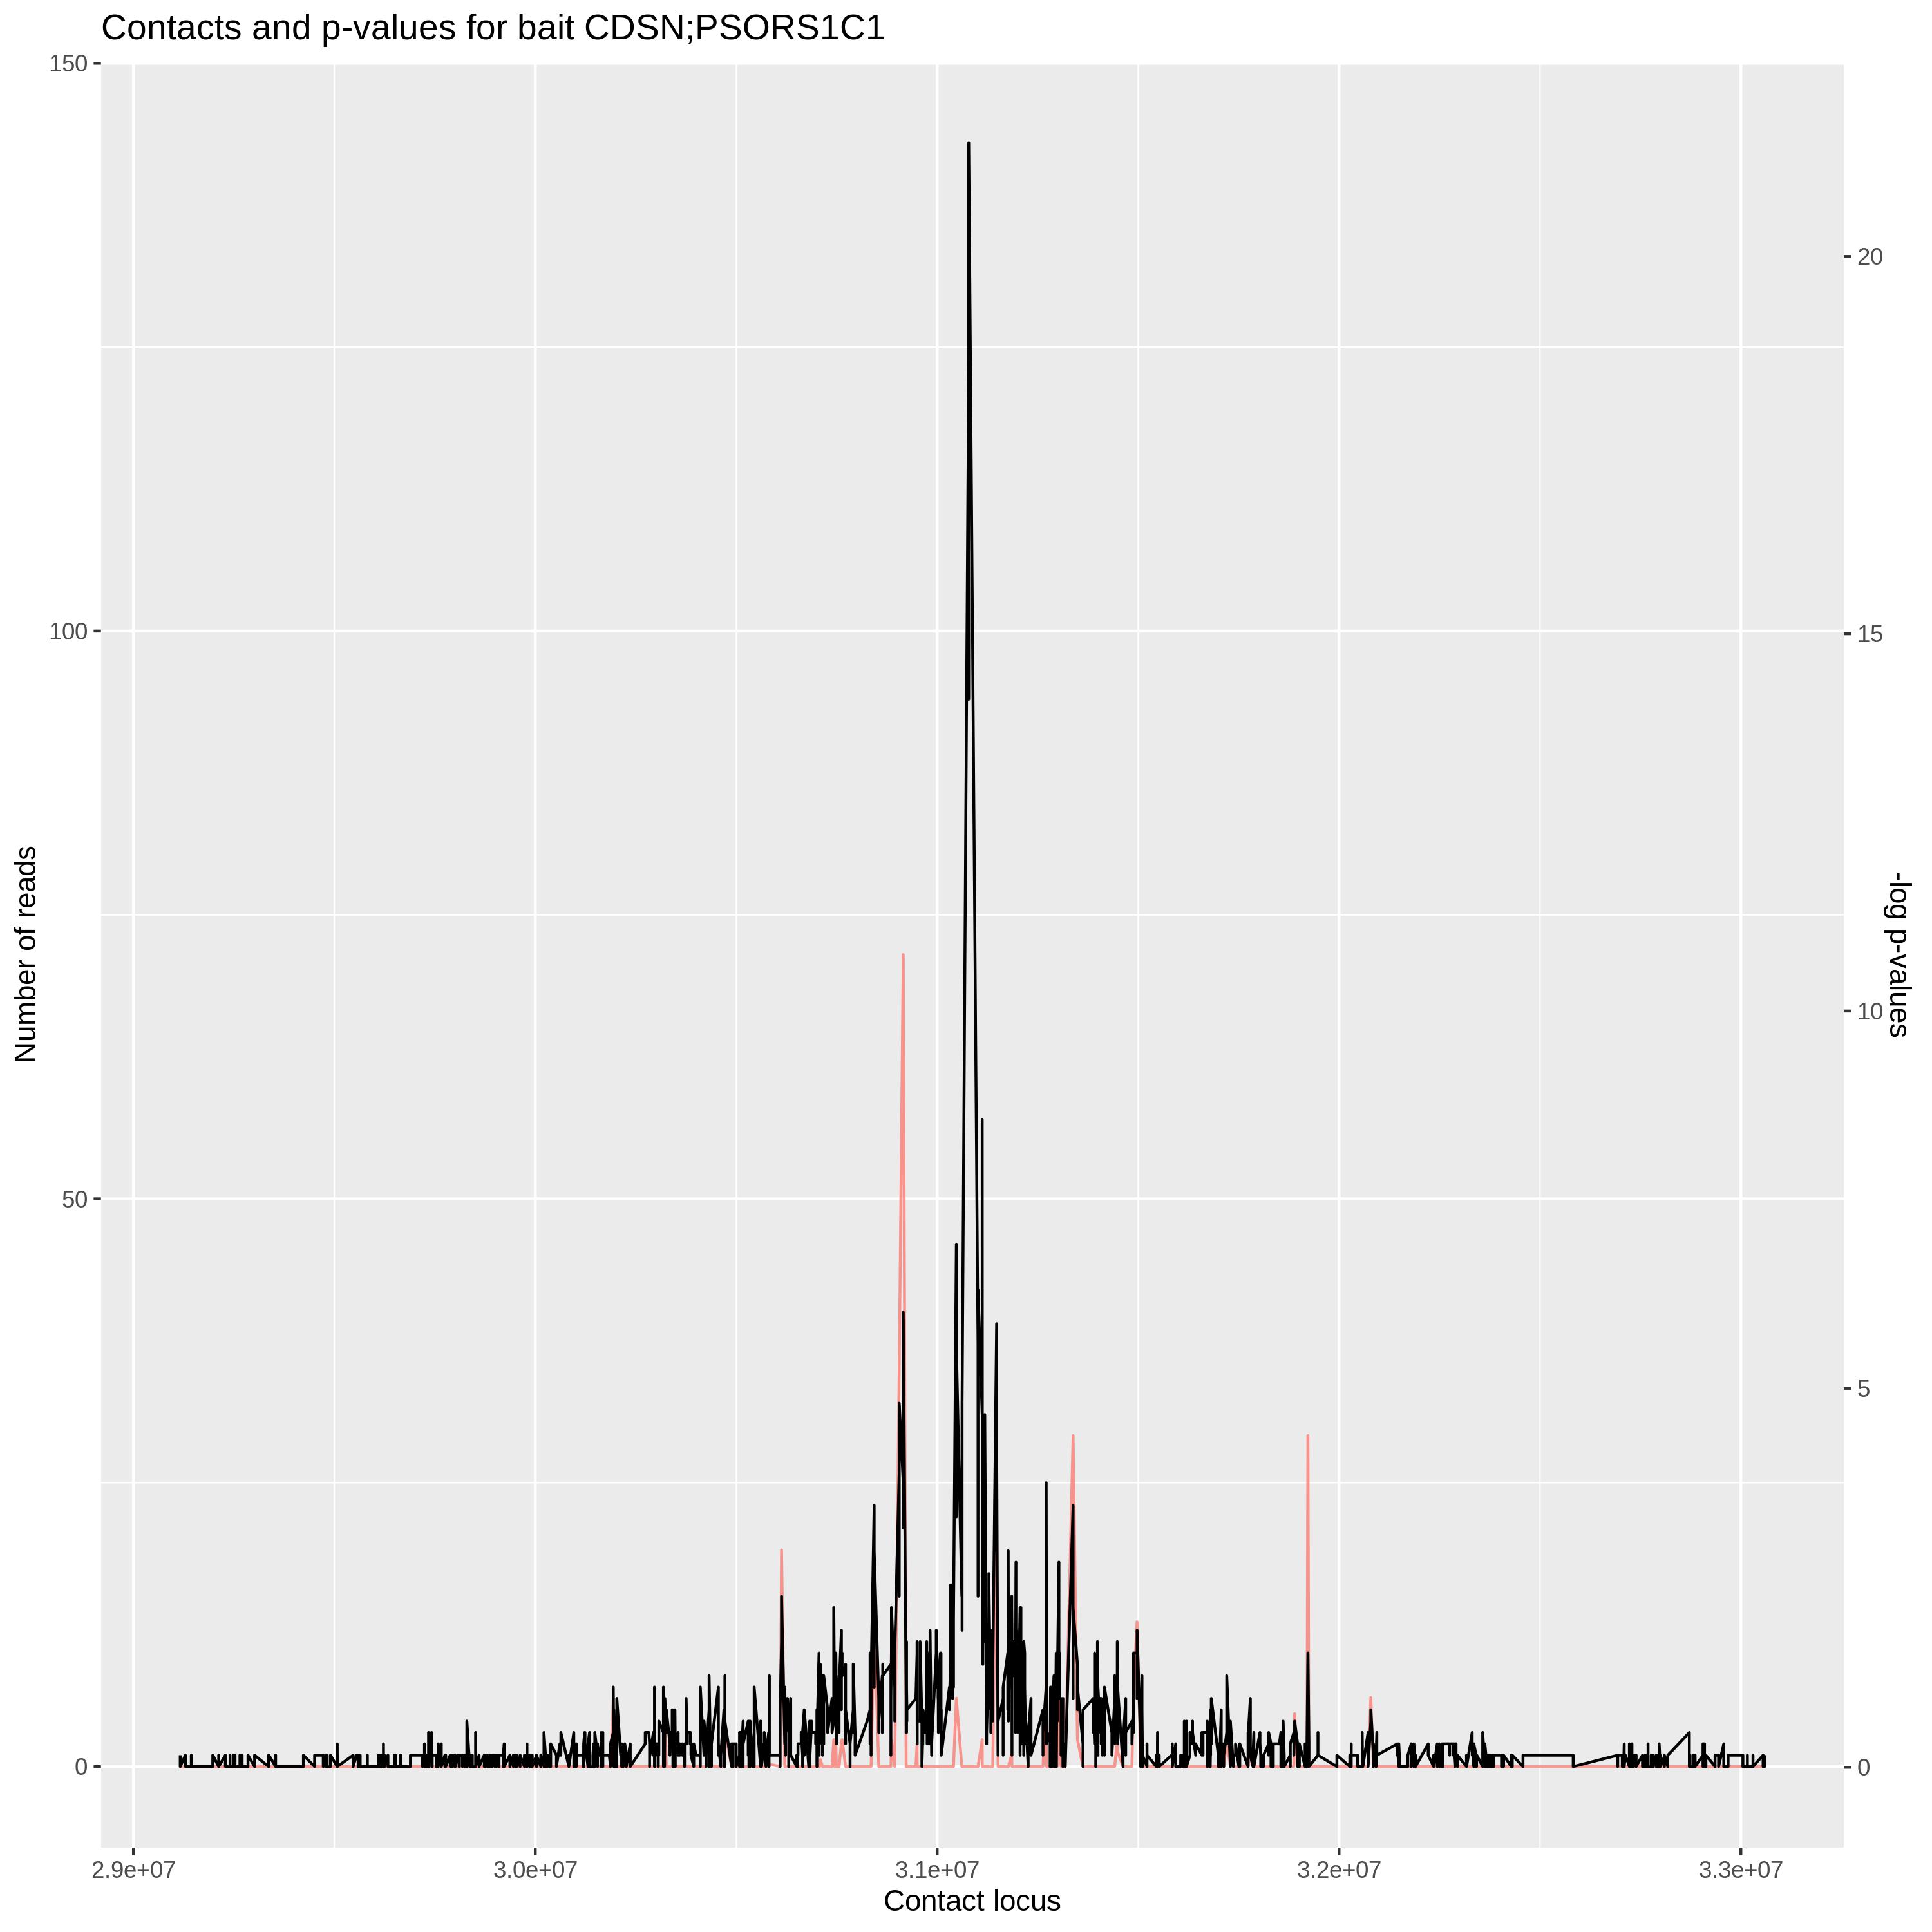 Contacts and p-values for bait CDSN;PSORS1C1
150
100
50
0
Number of reads
20
15
10
5
0
-log p-values
2.9e+07
3.0e+07
3.1e+07
3.2e+07
3.3e+07
Contact locus